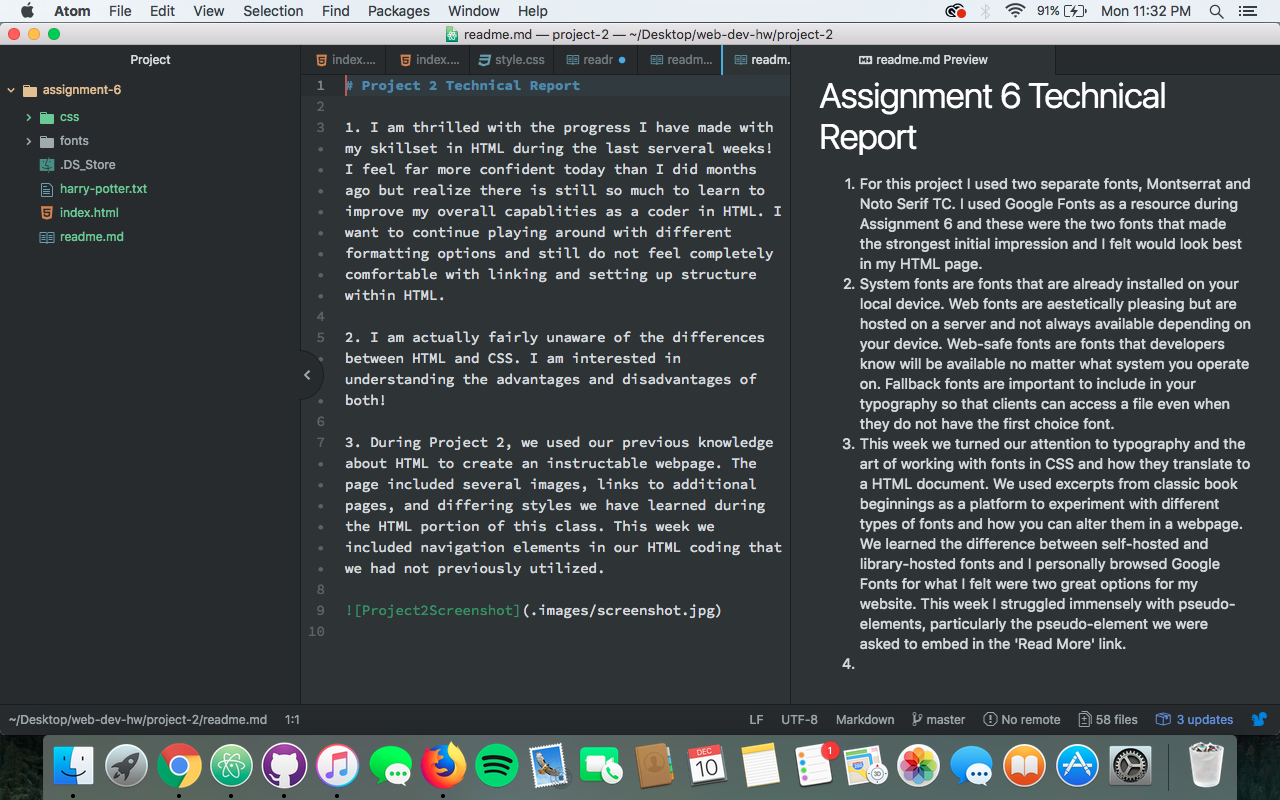 Atom File Edit View Selection Find Packages Window Help 91% Mon 11:32 PM
readme.md — project-2 — ~/Desktop/web-dev-hw/project-2
Project
assignment-6
css
fonts
.DS_Store
harry-potter.txt
index.html
readme.md
index.... index.... style.css readr readm... readm.
1 # Project 2 Technical Report
2
3 1. I am thrilled with the progress I have made with
my skillset in HTML during the last serveral weeks!
I feel far more confident today than I did months
ago but realize there is still so much to learn to
improve my overall capablities as a coder in HTML. I
want to continue playing around with different
formatting options and still do not feel completely
comfortable with linking and setting up structure
within HTML.
4
5 2. I am actually fairly unaware of the differences
between HTML and CSS. I am interested in
understanding the advantages and disadvantages of
both!
6
7 3. During Project 2, we used our previous knowledge
about HTML to create an instructable webpage. The
page included several images, links to additional
pages, and differing styles we have learned during
the HTML portion of this class. This week we
included navigation elements in our HTML coding that
we had not previously utilized.
8
9 ![Project2Screenshot](.images/screenshot.jpg)
10
readme.md Preview
Assignment 6 Technical
Report
1. For this project I used two separate fonts, Montserrat and
Noto Serif TC. I used Google Fonts as a resource during
Assignment 6 and these were the two fonts that made
the strongest initial impression and I felt would look best
in my HTML page.
2. System fonts are fonts that are already installed on your
local device. Web fonts are aestetically pleasing but are
hosted on a server and not always available depending on
your device. Web-safe fonts are fonts that developers
know will be available no matter what system you operate
on. Fallback fonts are important to include in your
typography so that clients can access a file even when
they do not have the first choice font.
3. This week we turned our attention to typography and the
art of working with fonts in CSS and how they translate to
a HTML document. We used excerpts from classic book
beginnings as a platform to experiment with different
types of fonts and how you can alter them in a webpage.
We learned the difference between self-hosted and
library-hosted fonts and I personally browsed Google
Fonts for what I felt were two great options for my
website. This week I struggled immensely with pseudo-
elements, particularly the pseudo-element we were
asked to embed in the 'Read More' link.
4.
~/Desktop/web-dev-hw/project-2/readme.md 1:1 LF UTF-8 Markdown master No remote 58 files 3 updates
DEC
10
1